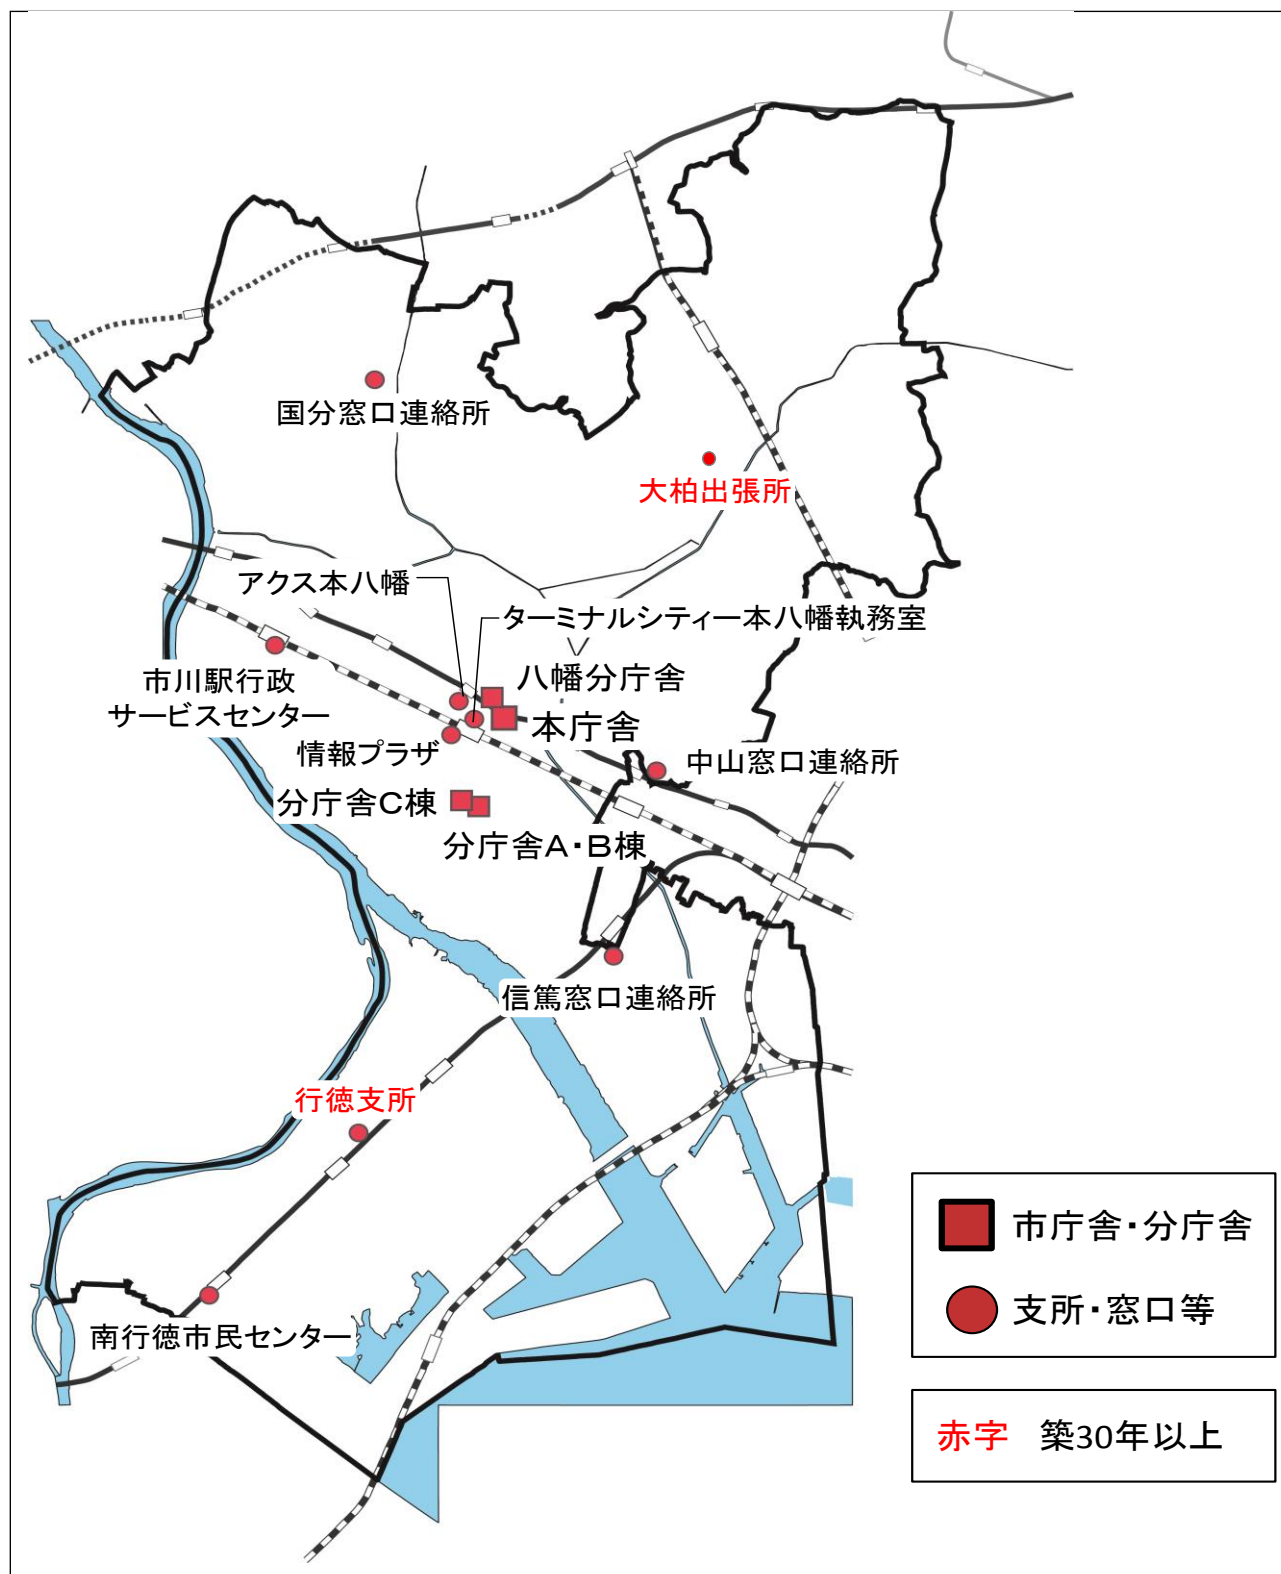 国分窓口連絡所
大柏出張所
アクス本八幡
ターミナルシティー本八幡執務室
八幡分庁舎
市川駅行政
サービスセンター
本庁舎
情報プラザ
中山窓口連絡所
分庁舎C棟
分庁舎A・B棟
信篤窓口連絡所
行徳支所
南行徳市民センター
市庁舎・分庁舎
支所・窓口等
赤字 築30年以上